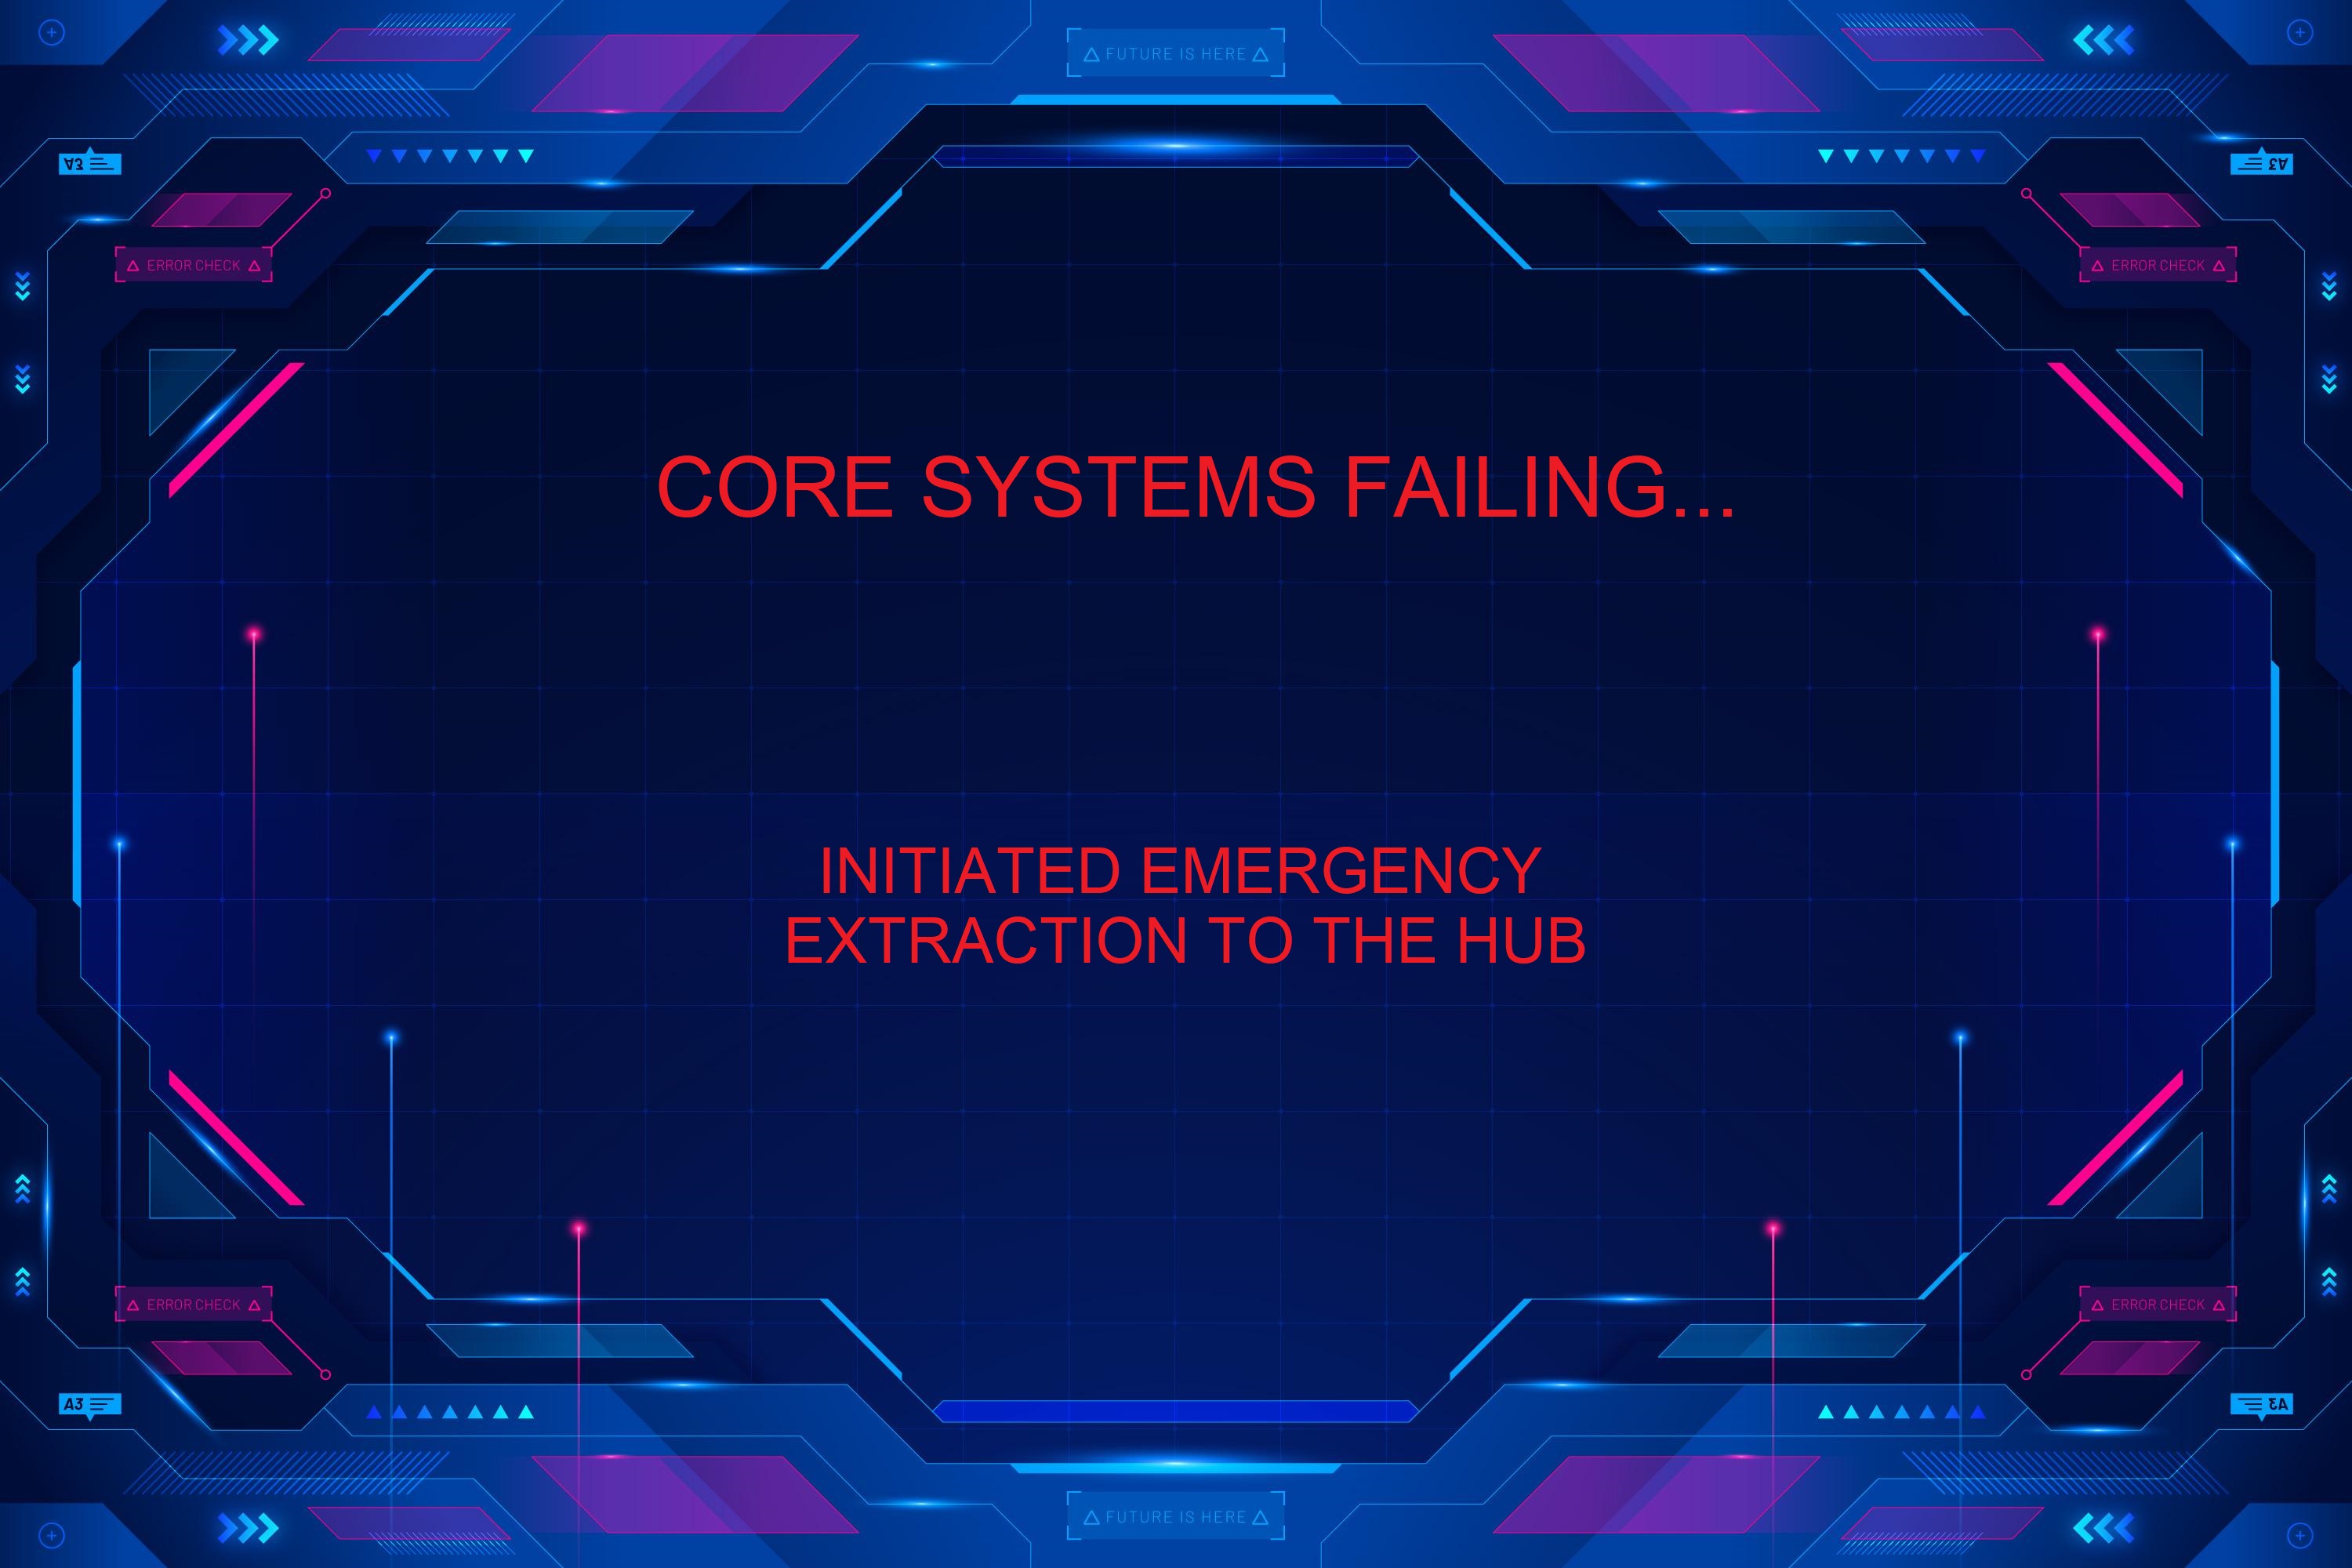 FUTURE IS HERE
A3
A3
ERROR CHECK
ERROR CHECK
CORE SYSTEMS FAILING...
INITIATED EMERGENCY
EXTRACTION TO THE HUB
ERROR CHECK
ERROR CHECK
A3
A3
FUTURE IS HERE